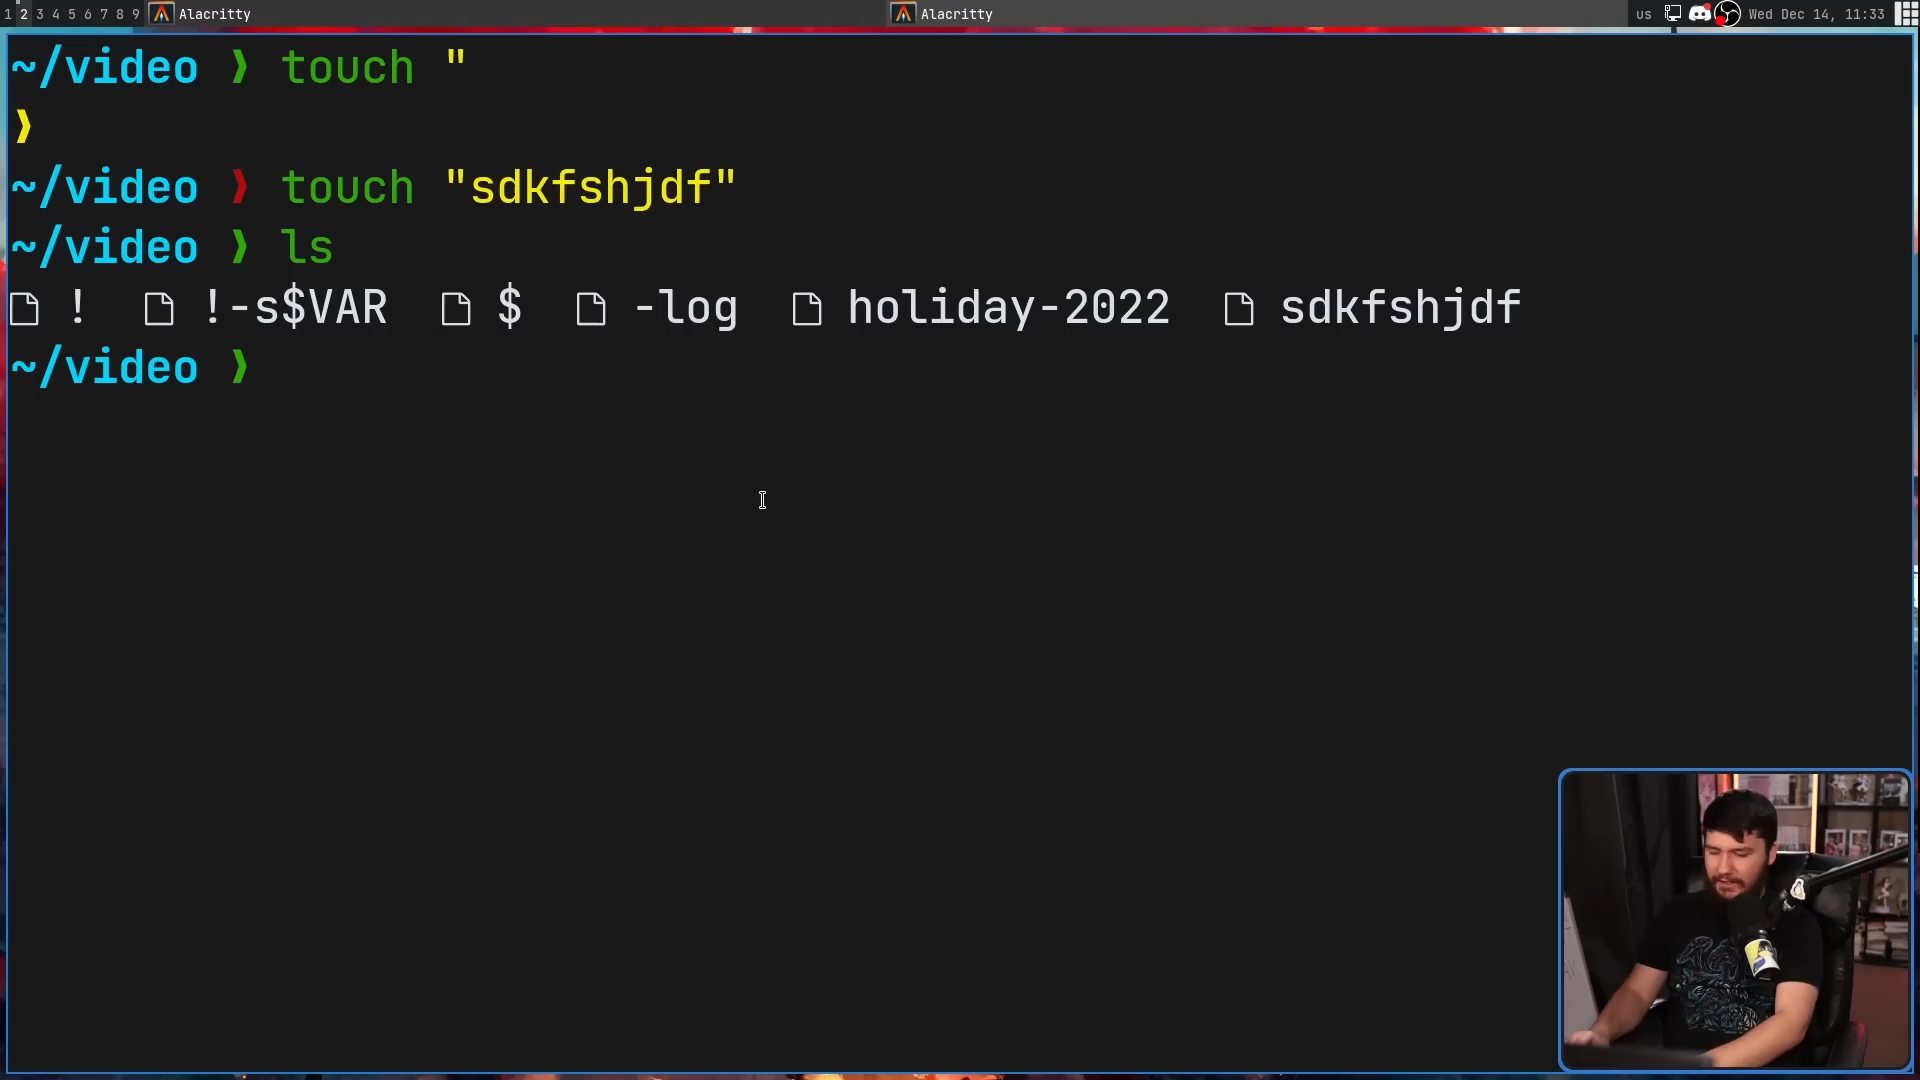 1 2 3 4 5 6 7 8 9 Alacritty Alacritty us Wed Dec 14, 11:33
~/video ❯ touch "
❯
~/video ❯ touch "sdkfshjdf"
~/video ❯ ls
! !-s$VAR $ -log holiday-2022 sdkfshjdf
~/video ❯